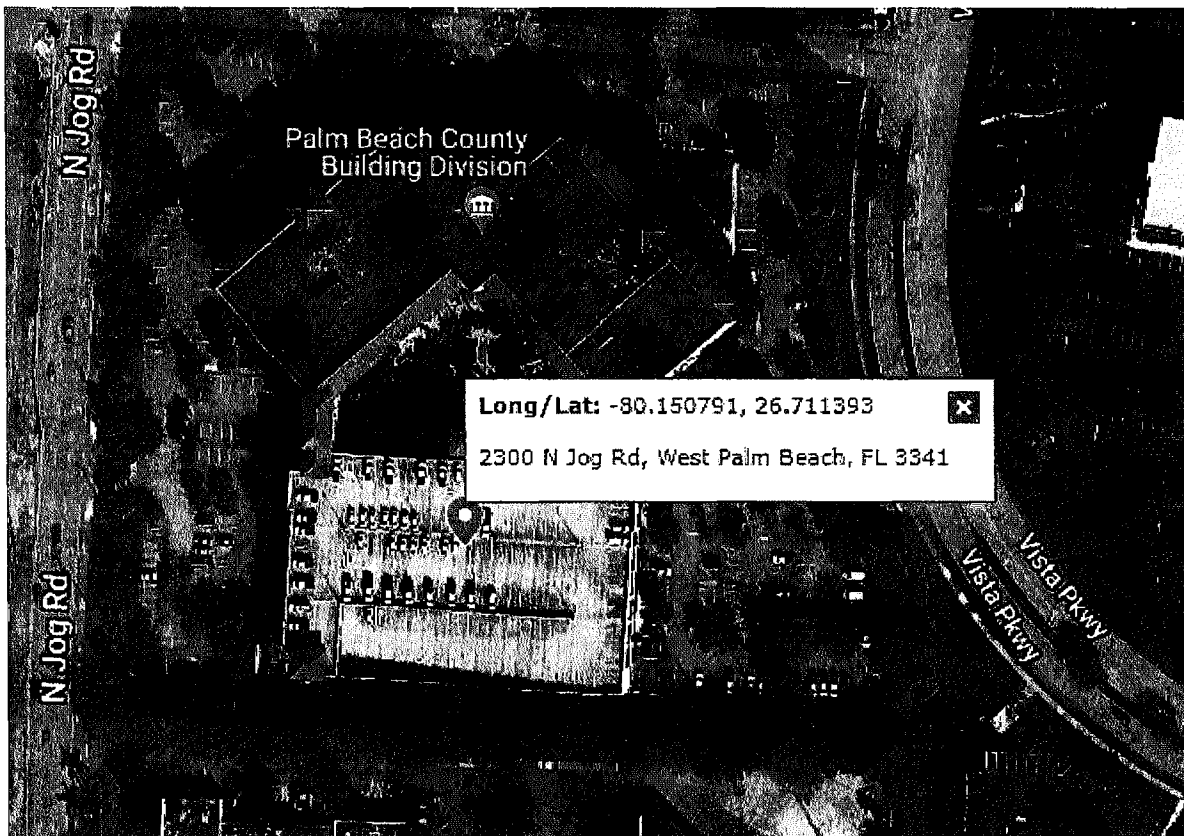 N Jog Rd
Palm Beach County
Building Division
Long/Lat: -80.150791, 26.711393
2300 N Jog Rd, West Palm Beach, FL 3341
N Jog Rd
Vista Pkwy
Vista Pkwy